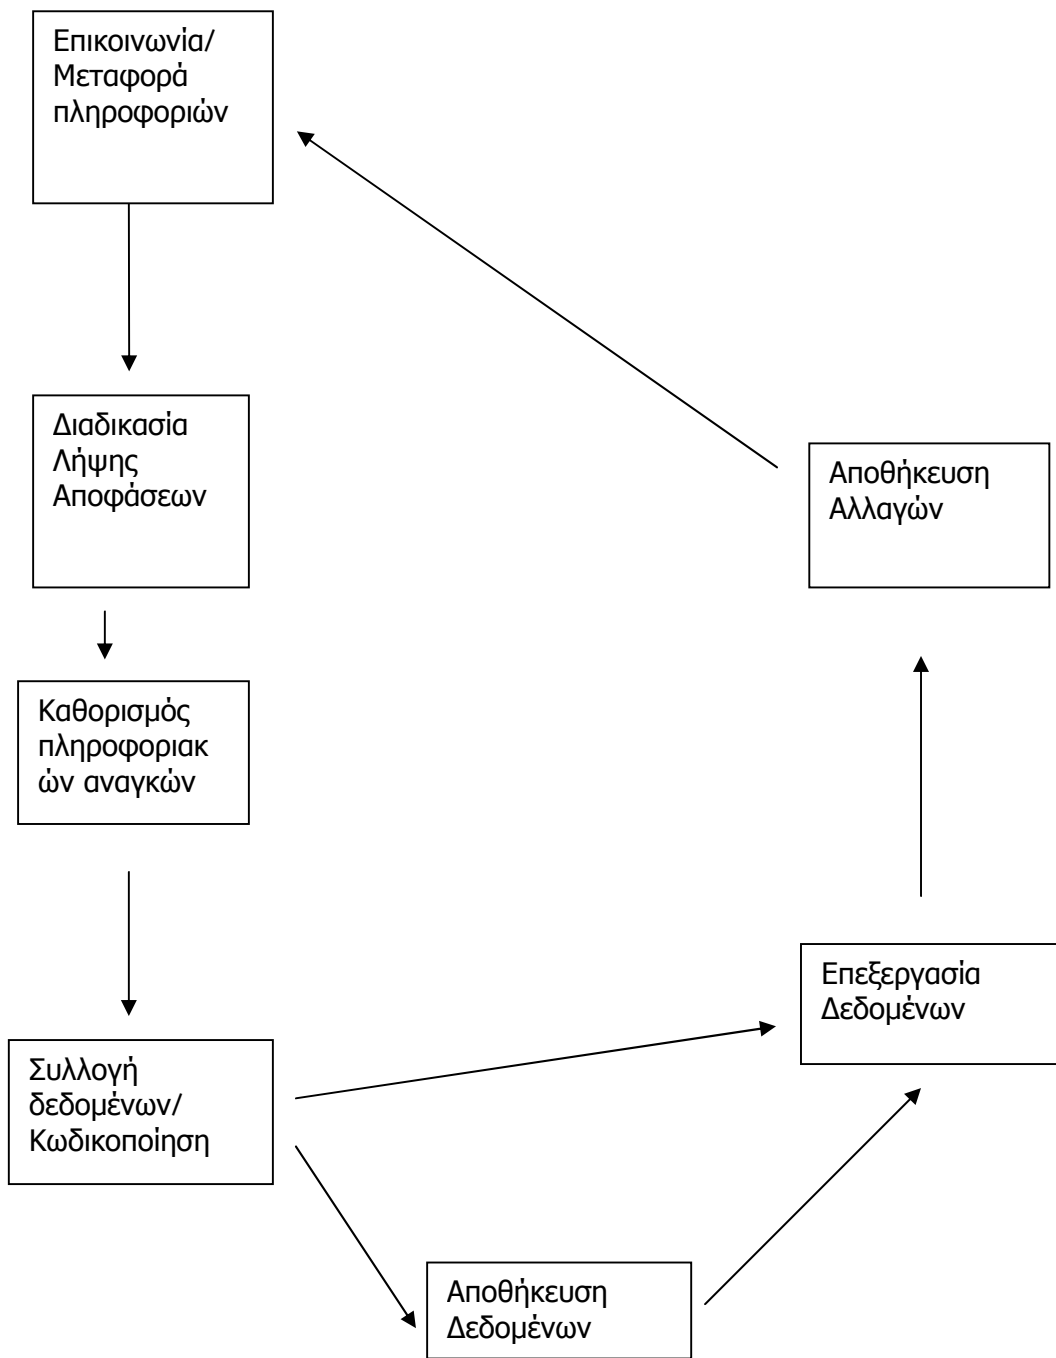 Επικοινωνία/
Μεταφορά
πληροφοριών
Διαδικασία
Λήψης
Αποφάσεων
Αποθήκευση
Αλλαγών
Καθορισμός
πληροφοριακ
ών αναγκών
Επεξεργασία
Δεδομένων
Συλλογή
δεδομένων/
Κωδικοποίηση
Αποθήκευση
Δεδομένων